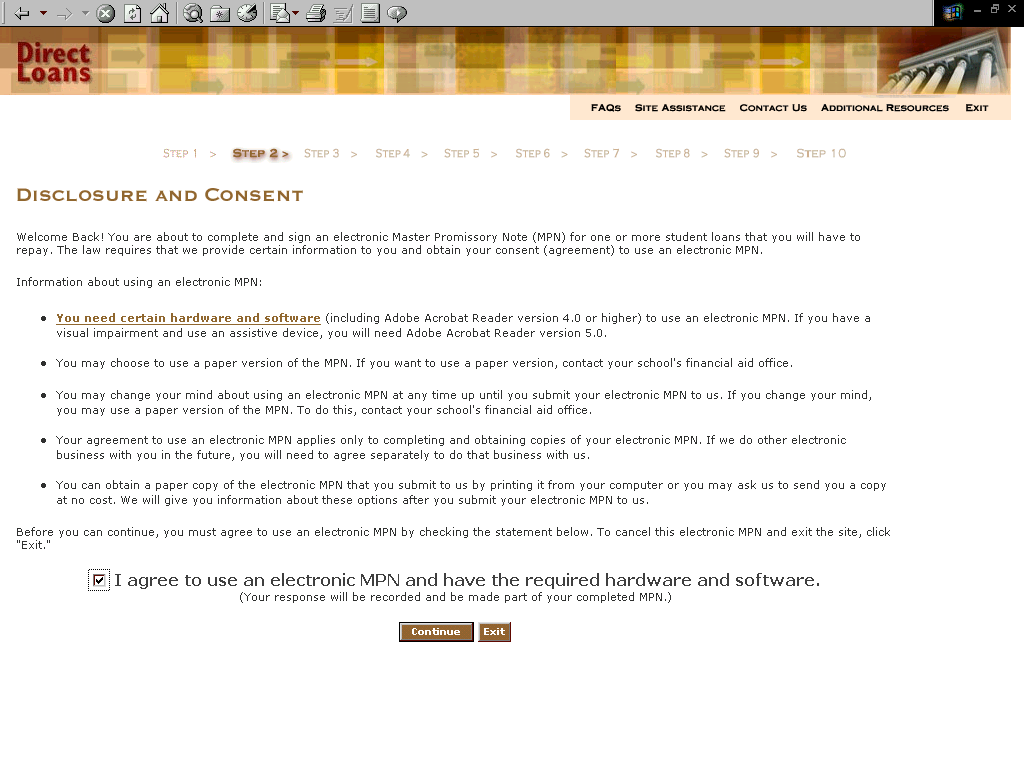 Direct
Loans
FAQs Site Assistance Contact Us Additional Resources Exit
Step 1 > Step 2 > Step 3 > Step 4 > Step 5 > Step 6 > Step 7 > Step 8 > Step 9 > Step 10
Disclosure and Consent
Welcome Back! You are about to complete and sign an electronic Master Promissory Note (MPN) for one or more student loans that you will have to
repay. The law requires that we provide certain information to you and obtain your consent (agreement) to use an electronic MPN.
Information about using an electronic MPN:
• You need certain hardware and software (including Adobe Acrobat Reader version 4.0 or higher) to use an electronic MPN. If you have a
visual impairment and use an assistive device, you will need Adobe Acrobat Reader version 5.0.
• You may choose to use a paper version of the MPN. If you want to use a paper version, contact your school's financial aid office.
• You may change your mind about using an electronic MPN at any time up until you submit your electronic MPN to us. If you change your mind,
you may use a paper version of the MPN. To do this, contact your school's financial aid office.
• Your agreement to use an electronic MPN applies only to completing and obtaining copies of your electronic MPN. If we do other electronic
business with you in the future, you will need to agree separately to do that business with us.
• You can obtain a paper copy of the electronic MPN that you submit to us by printing it from your computer or you may ask us to send you a copy
at no cost. We will give you information about these options after you submit your electronic MPN to us.
Before you can continue, you must agree to use an electronic MPN by checking the statement below. To cancel this electronic MPN and exit the site, click
"Exit."
I agree to use an electronic MPN and have the required hardware and software.
(Your response will be recorded and be made part of your completed MPN.)
Continue Exit